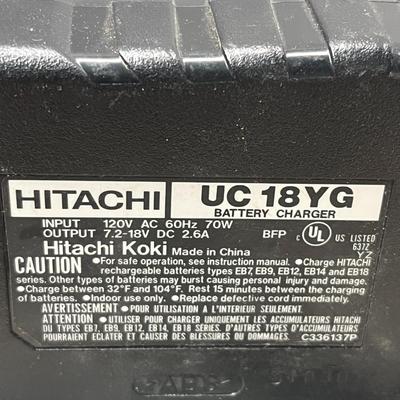 HITACHI UC 18YG
BATTERY CHARGER
INPUT 120V AC 60Hz 70W
OUTPUT 7.2-18V DC 2.6A BFP c UL US LISTED 637Z YZ
Hitachi Koki Made in China
CAUTION ●For safe operation, see instruction manual. ●Charge HITACHI
rechargeable batteries types EB7, EB9, EB12, EB14 and EB18
series. Other types of batteries may burst causing personal injury and damage.
●Charge between 32°F and 104°F. Rest 15 minutes between the charging
cycles. ●Indoor use only. ●Replace defective cord immediately.
AVERTISSEMENT ●POUR UTILISATION A L'INTERIEUR SEULEMENT.
ATTENTION ●UTILISER UNIQUEMENT LES ACCUMULATEURS HITACHI
DU TYPES EB7, EB9, EB12, EB14, EB18 SERIES. D'AUTRES TYPES D'ACCUMULATEURS
POURRAIENT ECLATER ET CAUSER DES BLESSURES OU DOMMAGES. C336137P